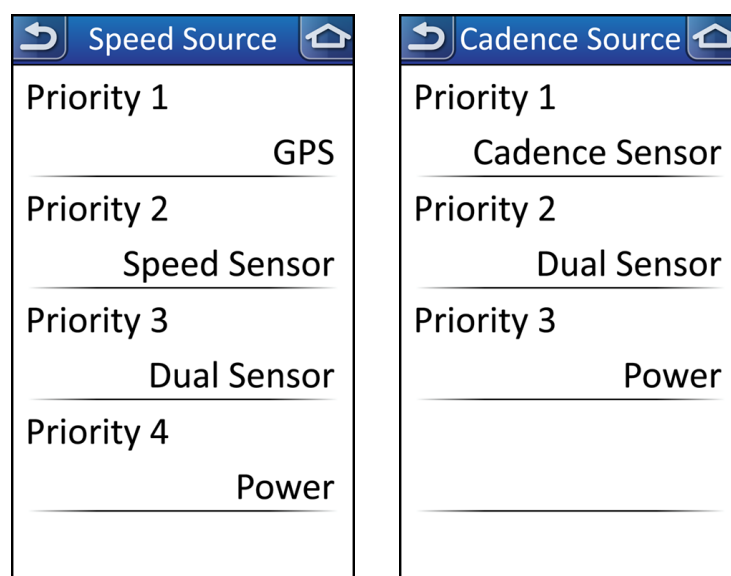 Speed Source
Priority 1
GPS
Priority 2
Speed Sensor
Priority 3
Dual Sensor
Priority 4
Power
Cadence Source
Priority 1
Cadence Sensor
Priority 2
Dual Sensor
Priority 3
Power